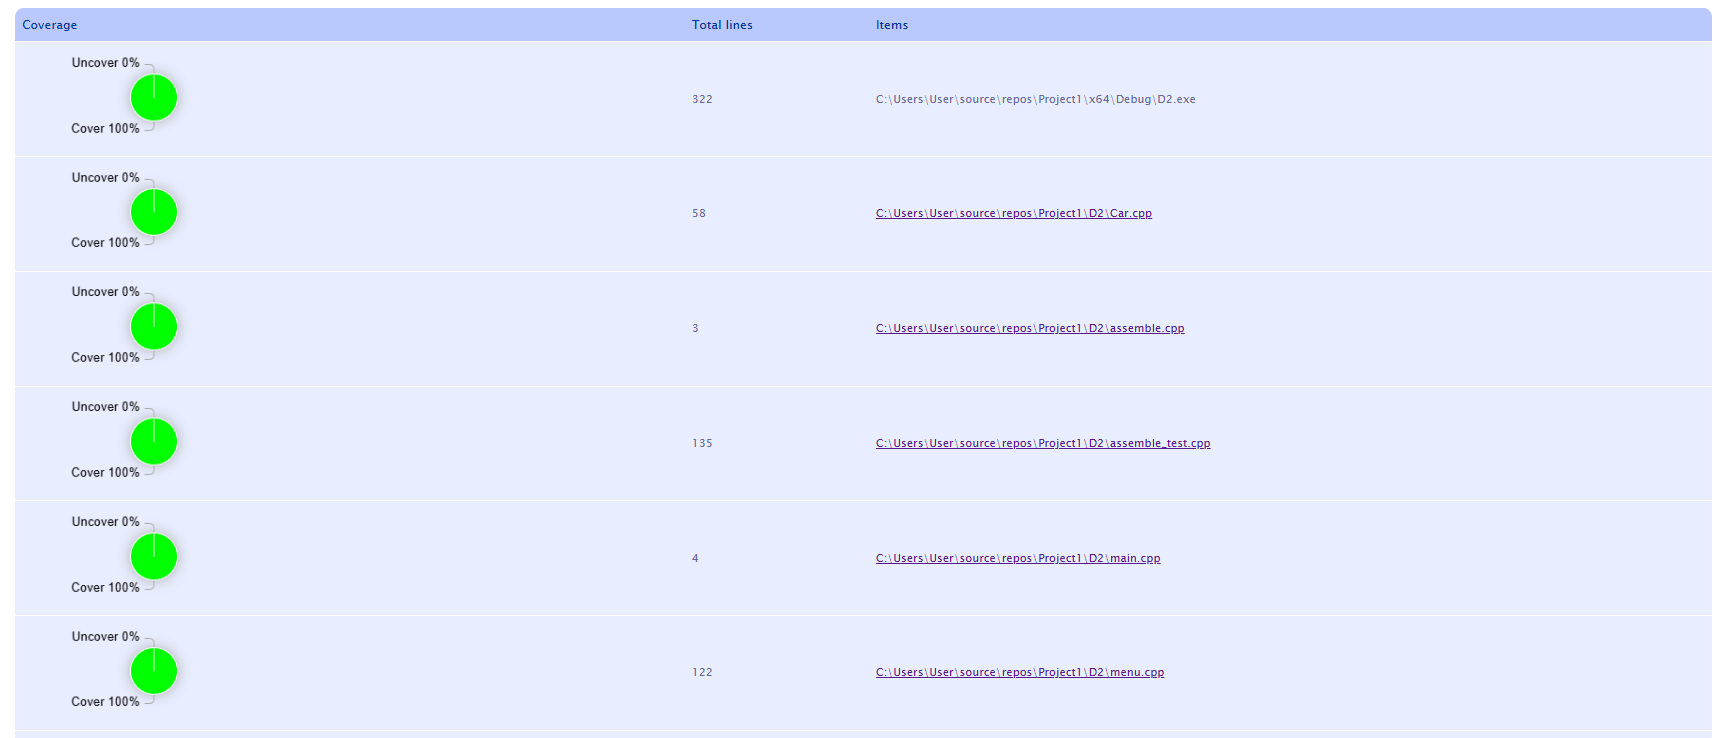 Coverage Total lines Items
Uncover 0%
322 C:\Users\User\source\repos\Project1\x64\Debug\D2.exe
Cover 100%
Uncover 0%
58 C:\Users\User\source\repos\Project1\D2\Car.cpp
Cover 100%
Uncover 0%
3 C:\Users\User\source\repos\Project1\D2\assemble.cpp
Cover 100%
Uncover 0%
135 C:\Users\User\source\repos\Project1\D2\assemble_test.cpp
Cover 100%
Uncover 0%
4 C:\Users\User\source\repos\Project1\D2\main.cpp
Cover 100%
Uncover 0%
122 C:\Users\User\source\repos\Project1\D2\menu.cpp
Cover 100%